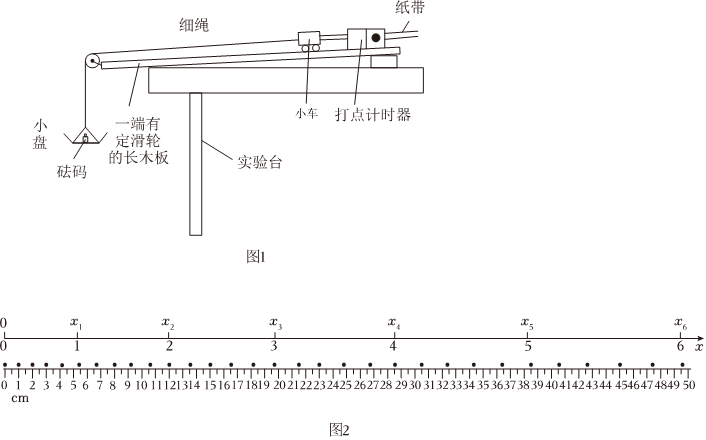 纸带
细绳
小车
打点计时器
小
盘
一端有
定滑轮
的长木板
砝码
实验台
图1
0 x1 x2 x3 x4 x5 x6
0 1 2 3 4 5 6 x
0 1 2 3 4 5 6 7 8 9 10 11 12 13 14 15 16 17 18 19 20 21 22 23 24 25 26 27 28 29 30 31 32 33 34 35 36 37 38 39 40 41 42 43 44 45 46 47 48 49 50
cm
图2